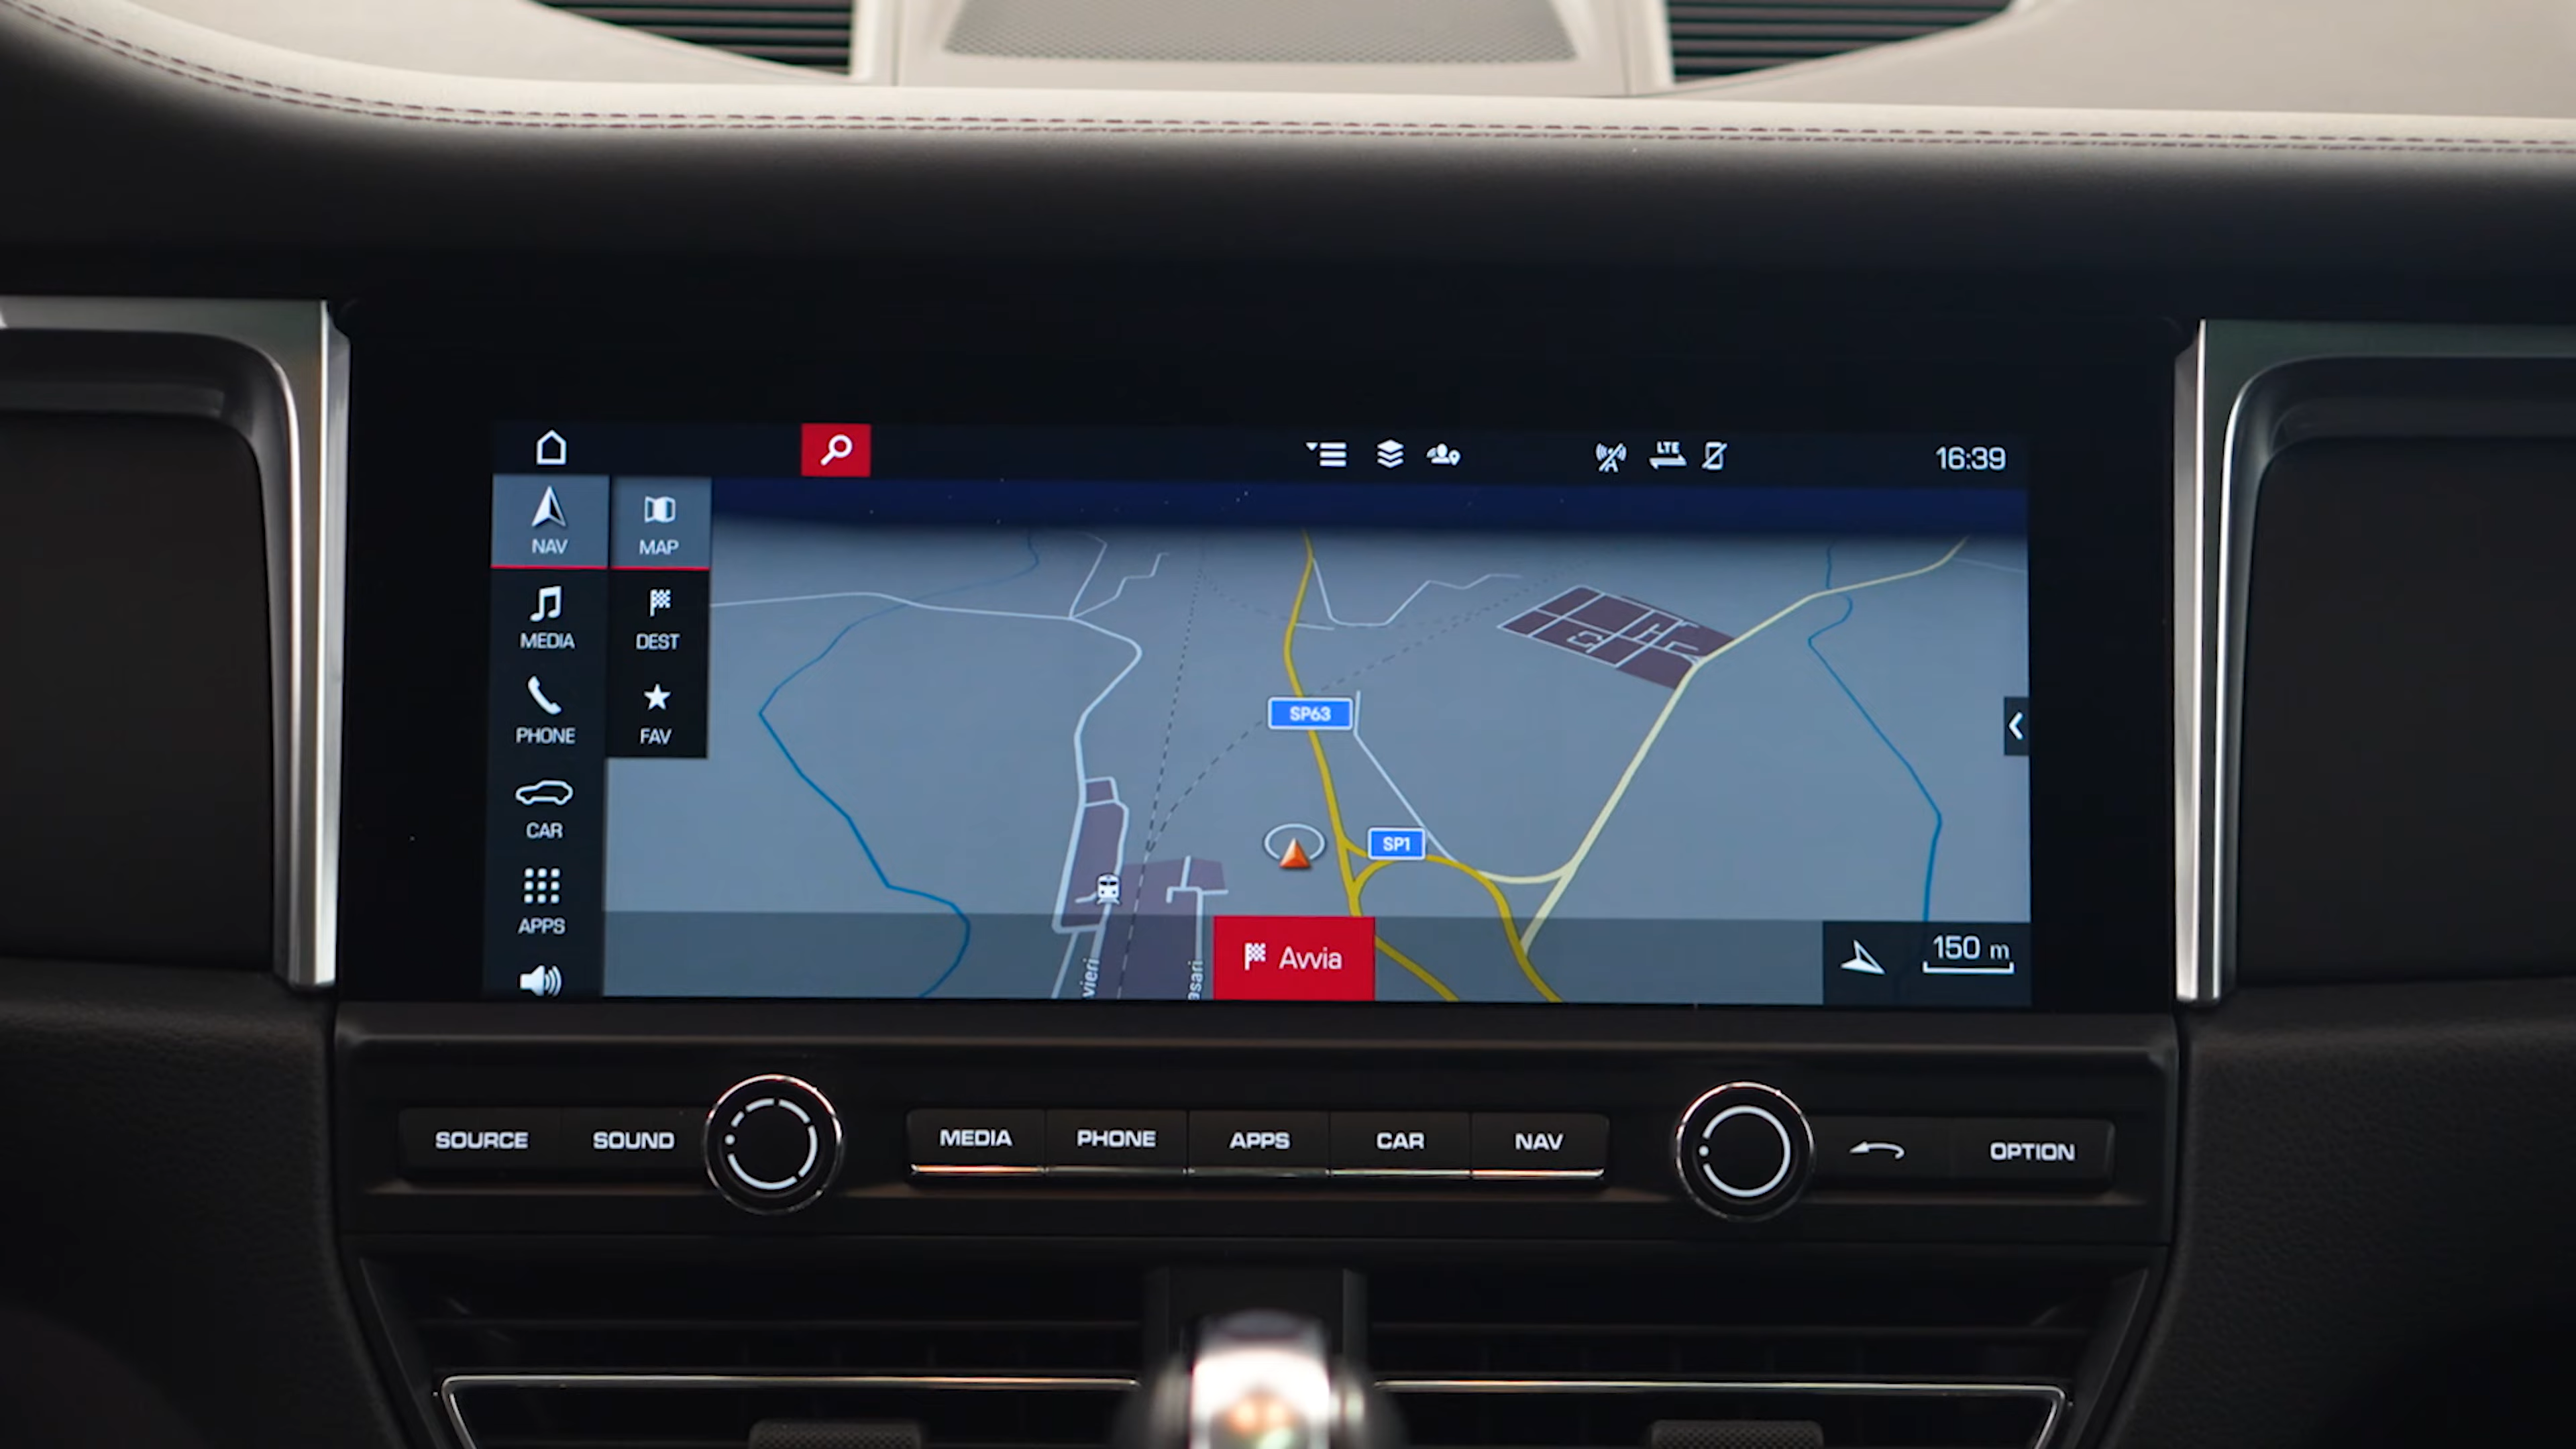 LTE
16:39
NAV
MAP
MEDIA
DEST
PHONE
FAV
CAR
APPS
SP63
SP1
Avvia
150 m
SOURCE
SOUND
MEDIA
PHONE
APPS
CAR
NAV
OPTION